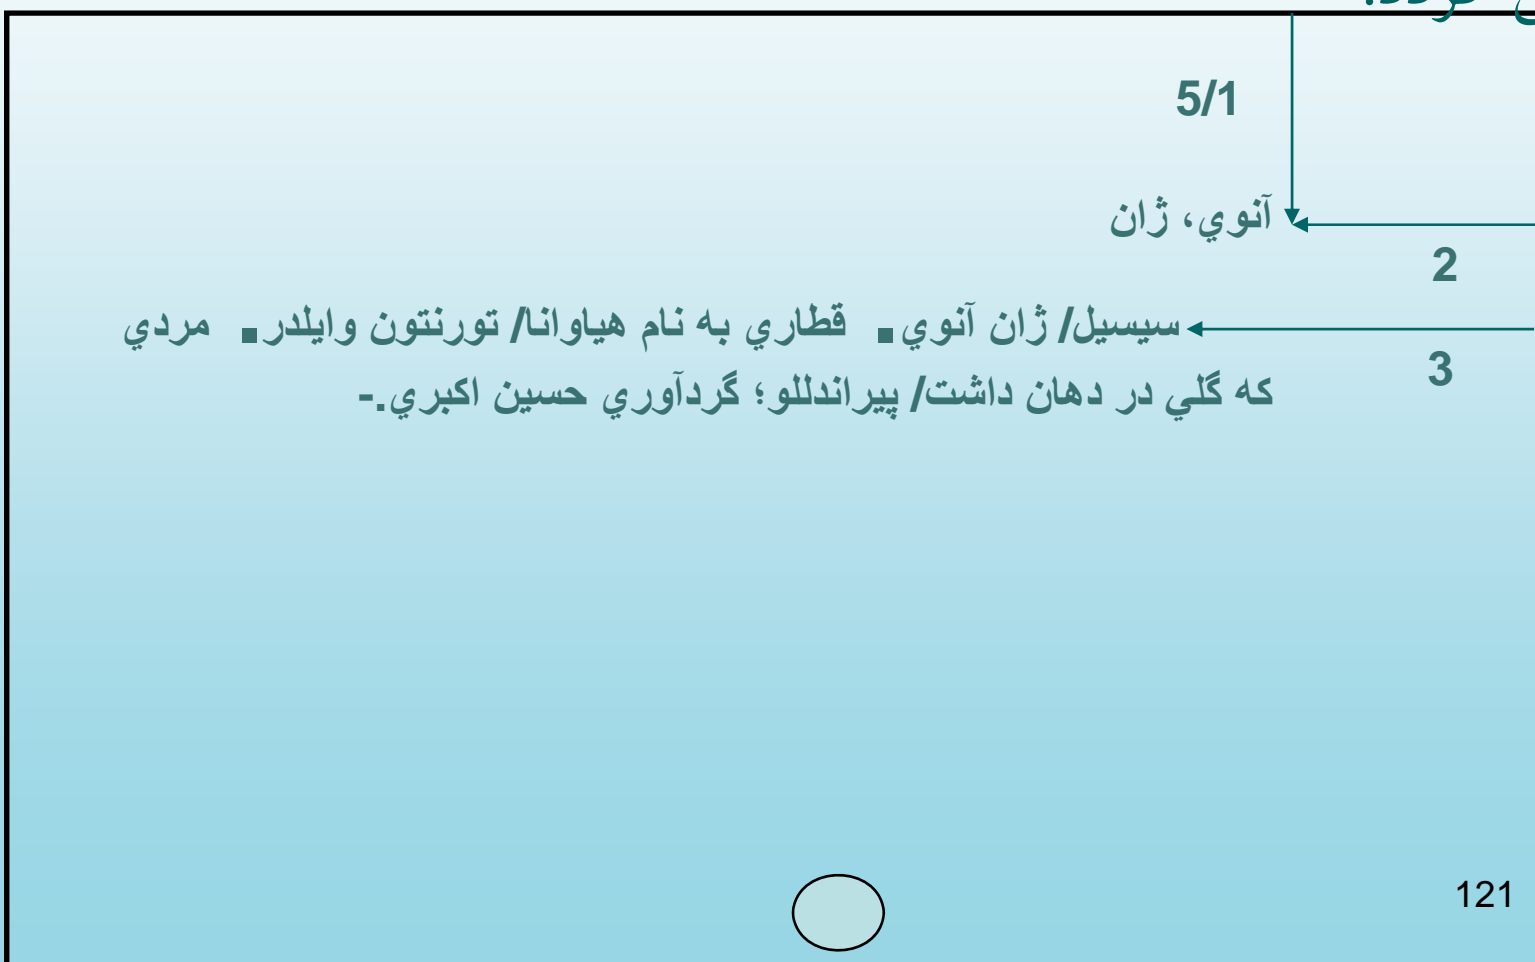 5/1
آنوي، ژان
2
سيسيل/ ژان آنوي. قطاري به نام هياوانا/ تورنتون وايلدر. مردي
3
كه گلي در دهان داشت/ پيراندللو؛ گردآوري حسين اكبري.-
121